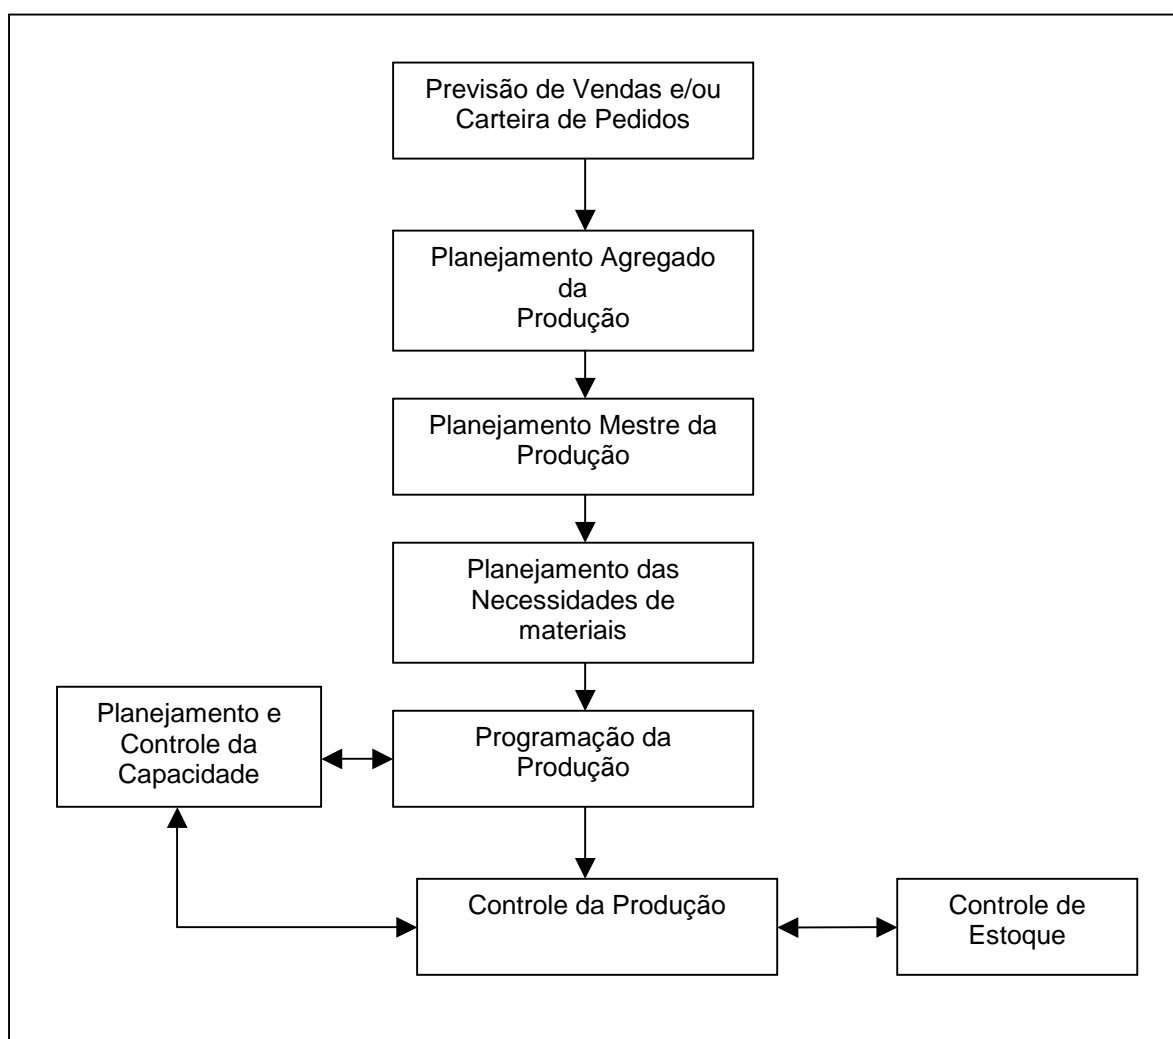 Previsão de Vendas e/ou
Carteira de Pedidos
Planejamento Agregado
da
Produção
Planejamento Mestre da
Produção
Planejamento das
Necessidades de
materiais
Planejamento e
Controle da
Capacidade
Programação da
Produção
Controle da Produção
Controle de
Estoque